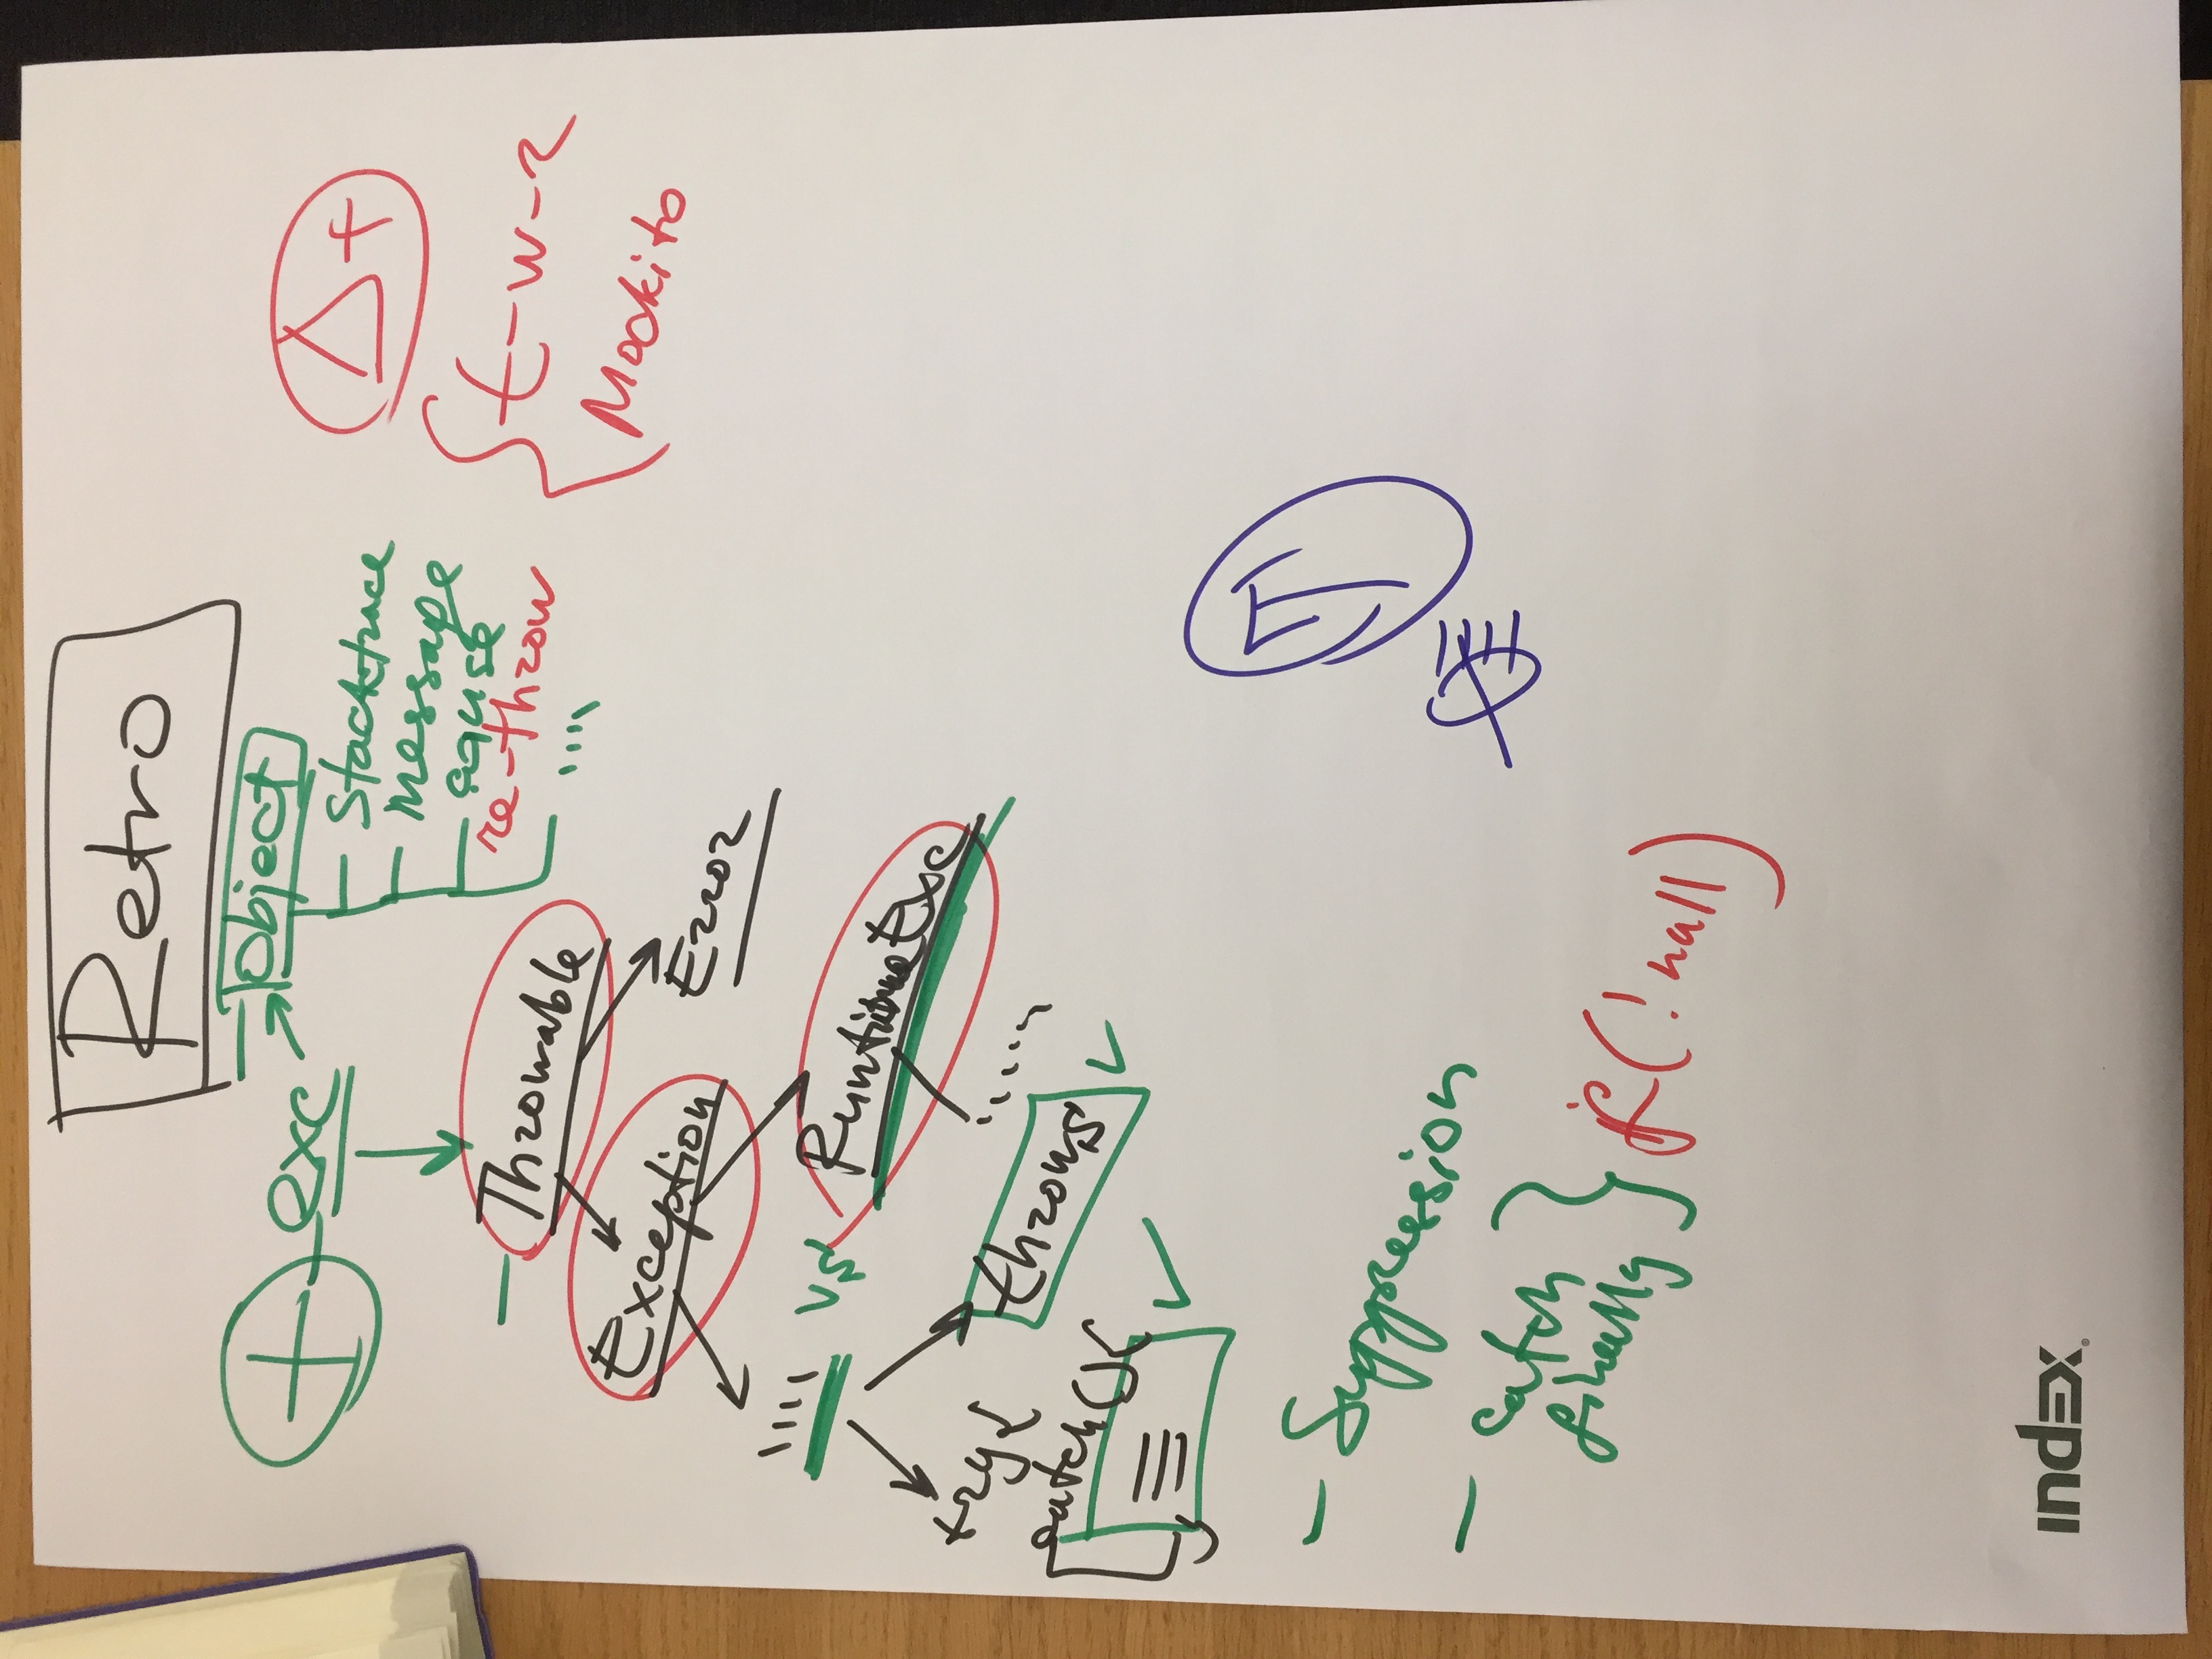 Retro
+ - exc → Object
Δ+
Stacktrace
Message
cause
re-throw
....
{ t-w-r
Mockito
- Throwable
Exception
Error
.... vs RuntimeExc
....
try{
throws ✓
catch(){
✓
- Suppression
- catch
finally } if(!null)
index